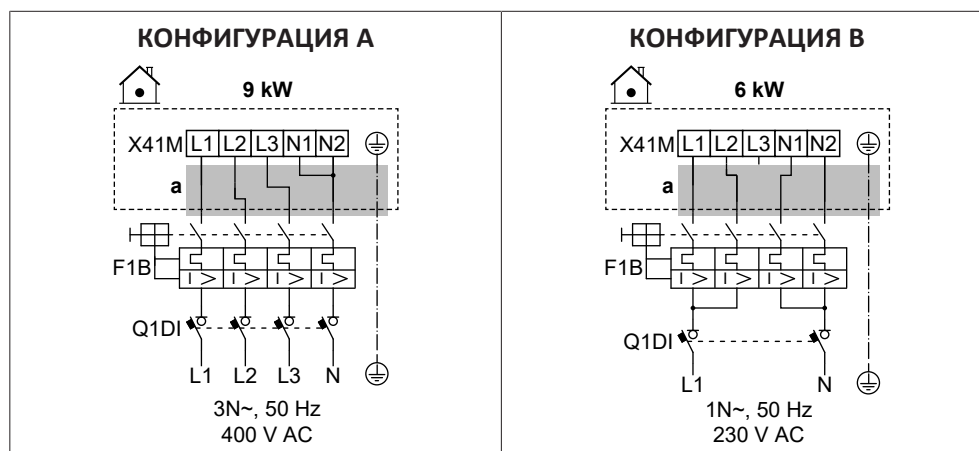 КОНФИГУРАЦИЯ A
9 kW
X41M L1 L2 L3 N1 N2
a
F1B
I > I > I > I >
Q1DI
L1 L2 L3 N
3N~, 50 Hz
400 V AC
КОНФИГУРАЦИЯ B
6 kW
X41M L1 L2 L3 N1 N2
a
F1B
I > I > I > I >
Q1DI
L1 N
1N~, 50 Hz
230 V AC